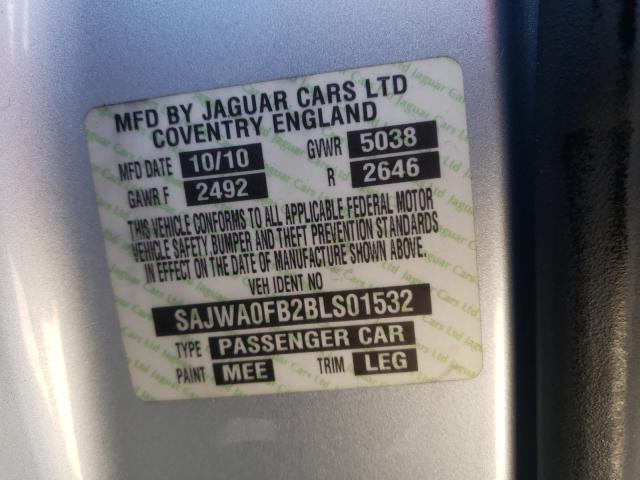 MFD BY JAGUAR CARS LTD
COVENTRY ENGLAND
MFD DATE 10/10 GVWR 5038
GAWR F 2492 R 2646
THIS VEHICLE CONFORMS TO ALL APPLICABLE FEDERAL MOTOR
VEHICLE SAFETY BUMPER AND THEFT PREVENTION STANDARDS
IN EFFECT ON THE DATE OF MANUFACTURE SHOWN ABOVE.
VEH IDENT NO
SAJWA0FB2BLS01532
TYPE PASSENGER CAR
PAINT MEE TRIM LEG